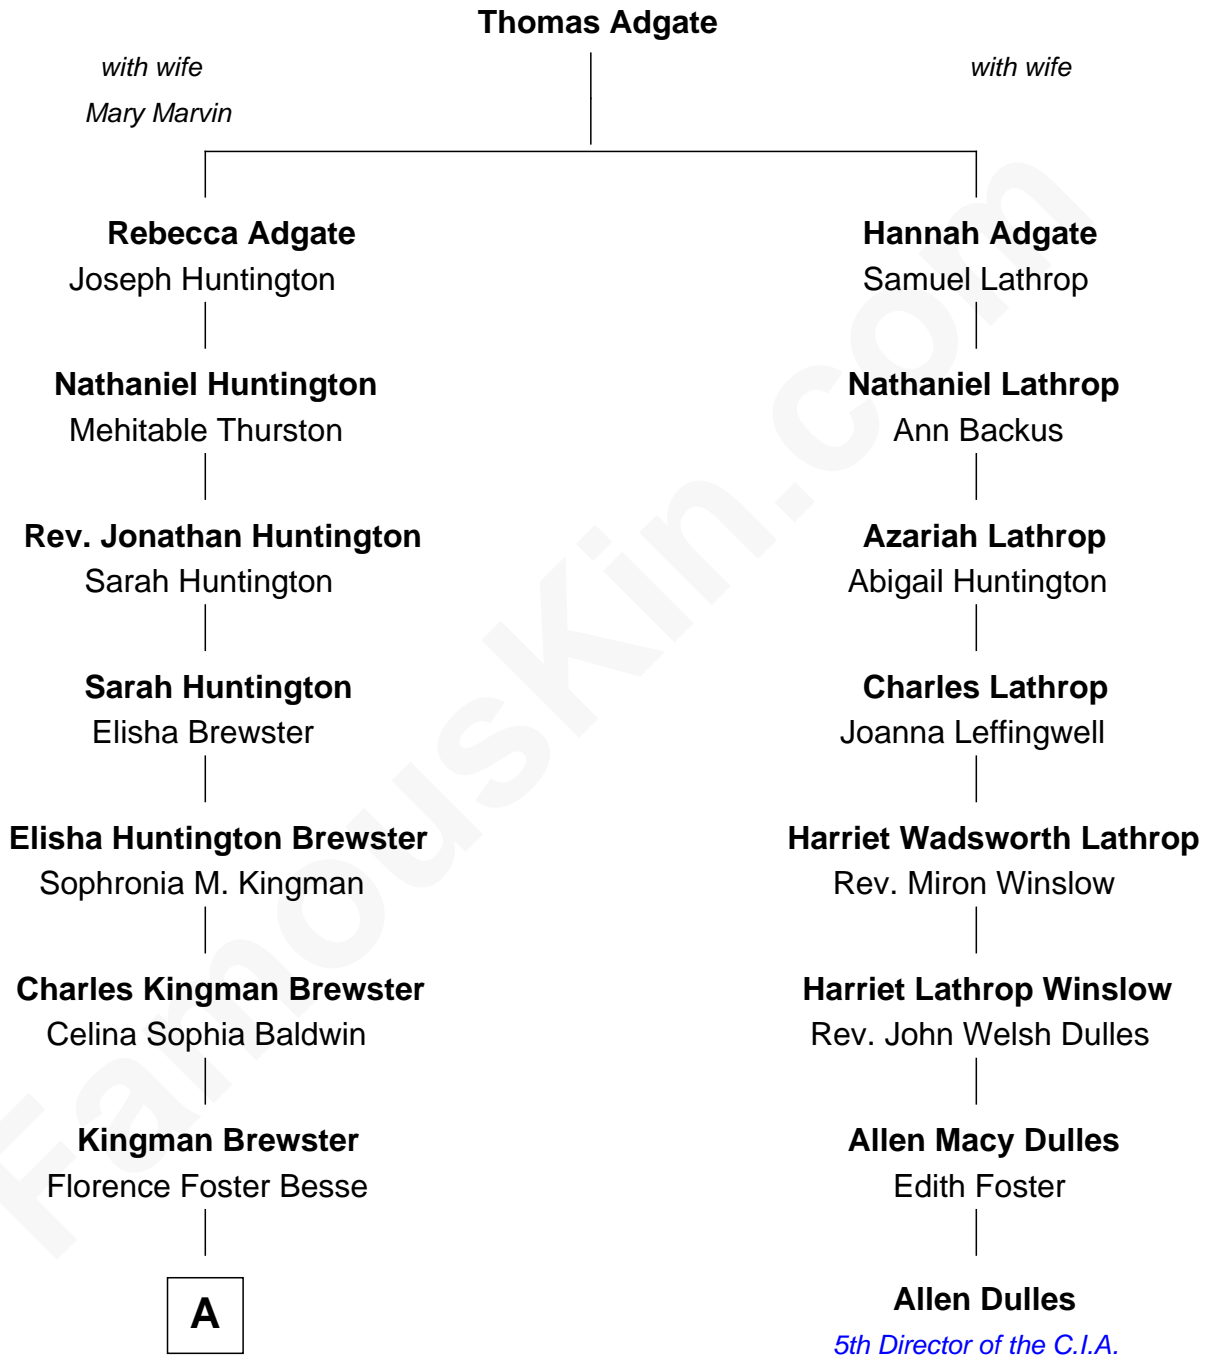 Thomas Adgate
with wife
Mary Marvin
with wife
Rebecca Adgate
Joseph Huntington
Hannah Adgate
Samuel Lathrop
Nathaniel Huntington
Mehitable Thurston
Nathaniel Lathrop
Ann Backus
Rev. Jonathan Huntington
Sarah Huntington
Azariah Lathrop
Abigail Huntington
Sarah Huntington
Elisha Brewster
Charles Lathrop
Joanna Leffingwell
Elisha Huntington Brewster
Sophronia M. Kingman
Harriet Wadsworth Lathrop
Rev. Miron Winslow
Charles Kingman Brewster
Celina Sophia Baldwin
Harriet Lathrop Winslow
Rev. John Welsh Dulles
Kingman Brewster
Florence Foster Besse
Allen Macy Dulles
Edith Foster
A
Allen Dulles
5th Director of the C.I.A.
FamousKin.com